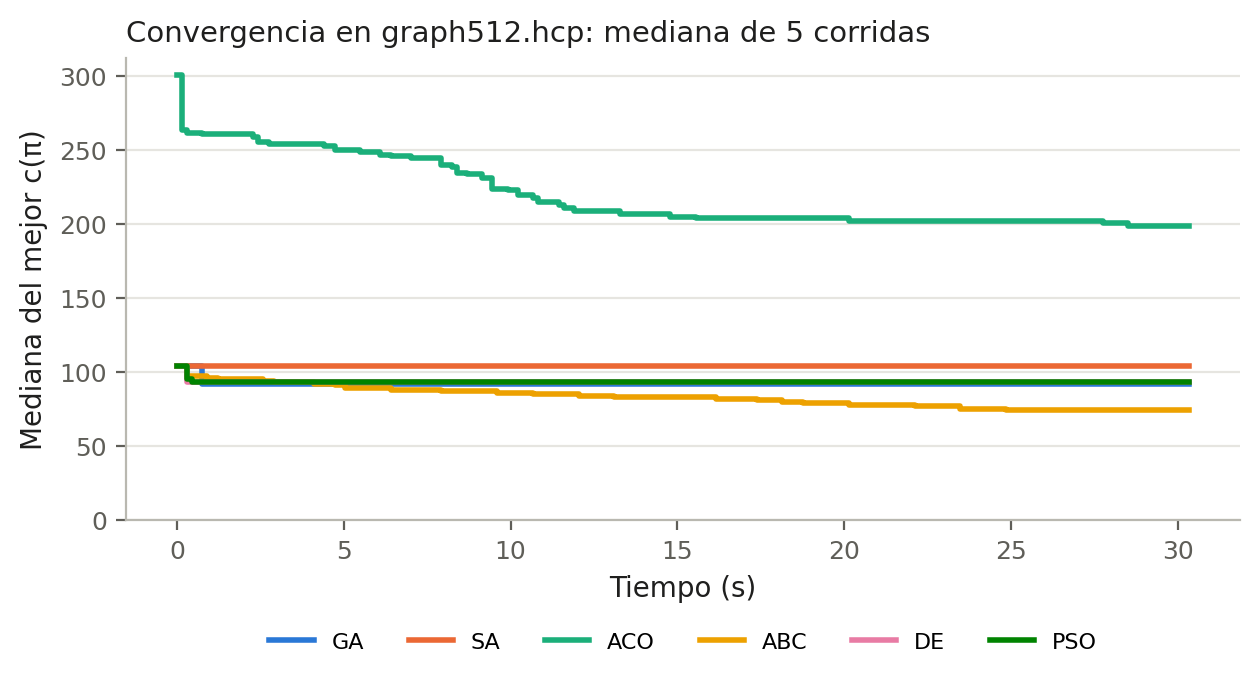 Convergencia en graph512.hcp: mediana de 5 corridas
Mediana del mejor c(π)
300
250
200
150
100
50
0
0 5 10 15 20 25 30
Tiempo (s)
GA SA ACO ABC DE PSO